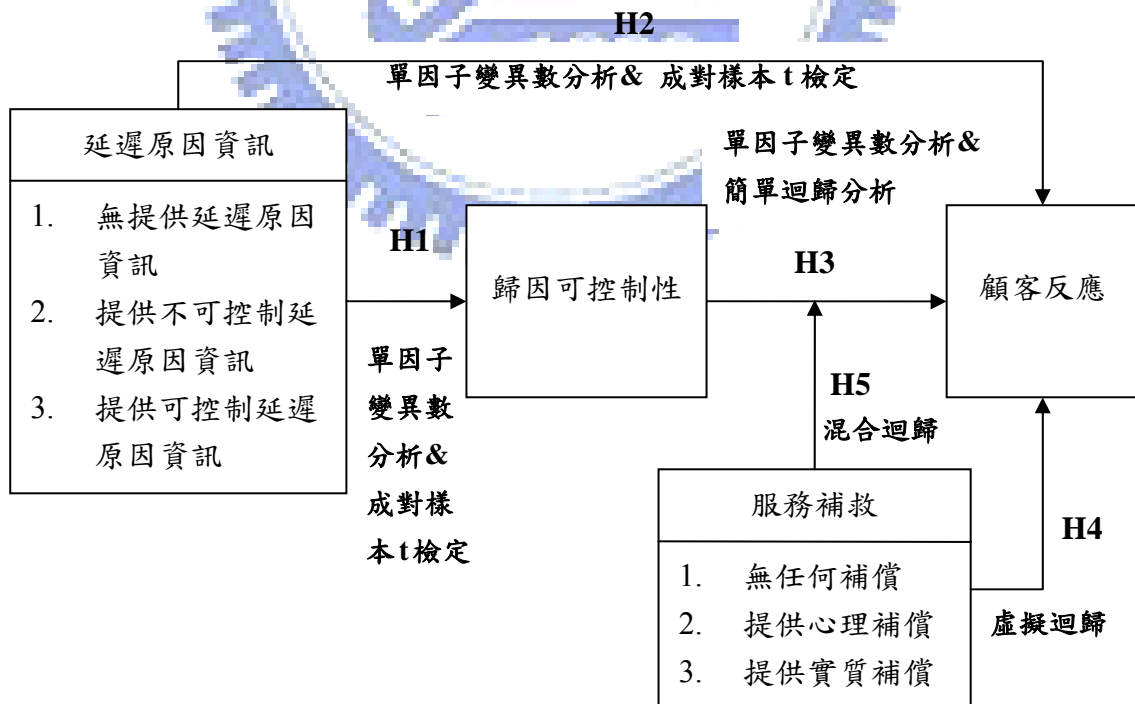 H2
單因子變異數分析& 成對樣本 t 檢定
延遲原因資訊
1. 無提供延遲原因
資訊
2. 提供不可控制延
遲原因資訊
3. 提供可控制延遲
原因資訊
H1
單因子
變異數
分析&
成對樣
本 t 檢定
歸因可控制性
單因子變異數分析&
簡單迴歸分析
H3
顧客反應
H5
混合迴歸
服務補救
1. 無任何補償
2. 提供心理補償
3. 提供實質補償
H4
虛擬迴歸